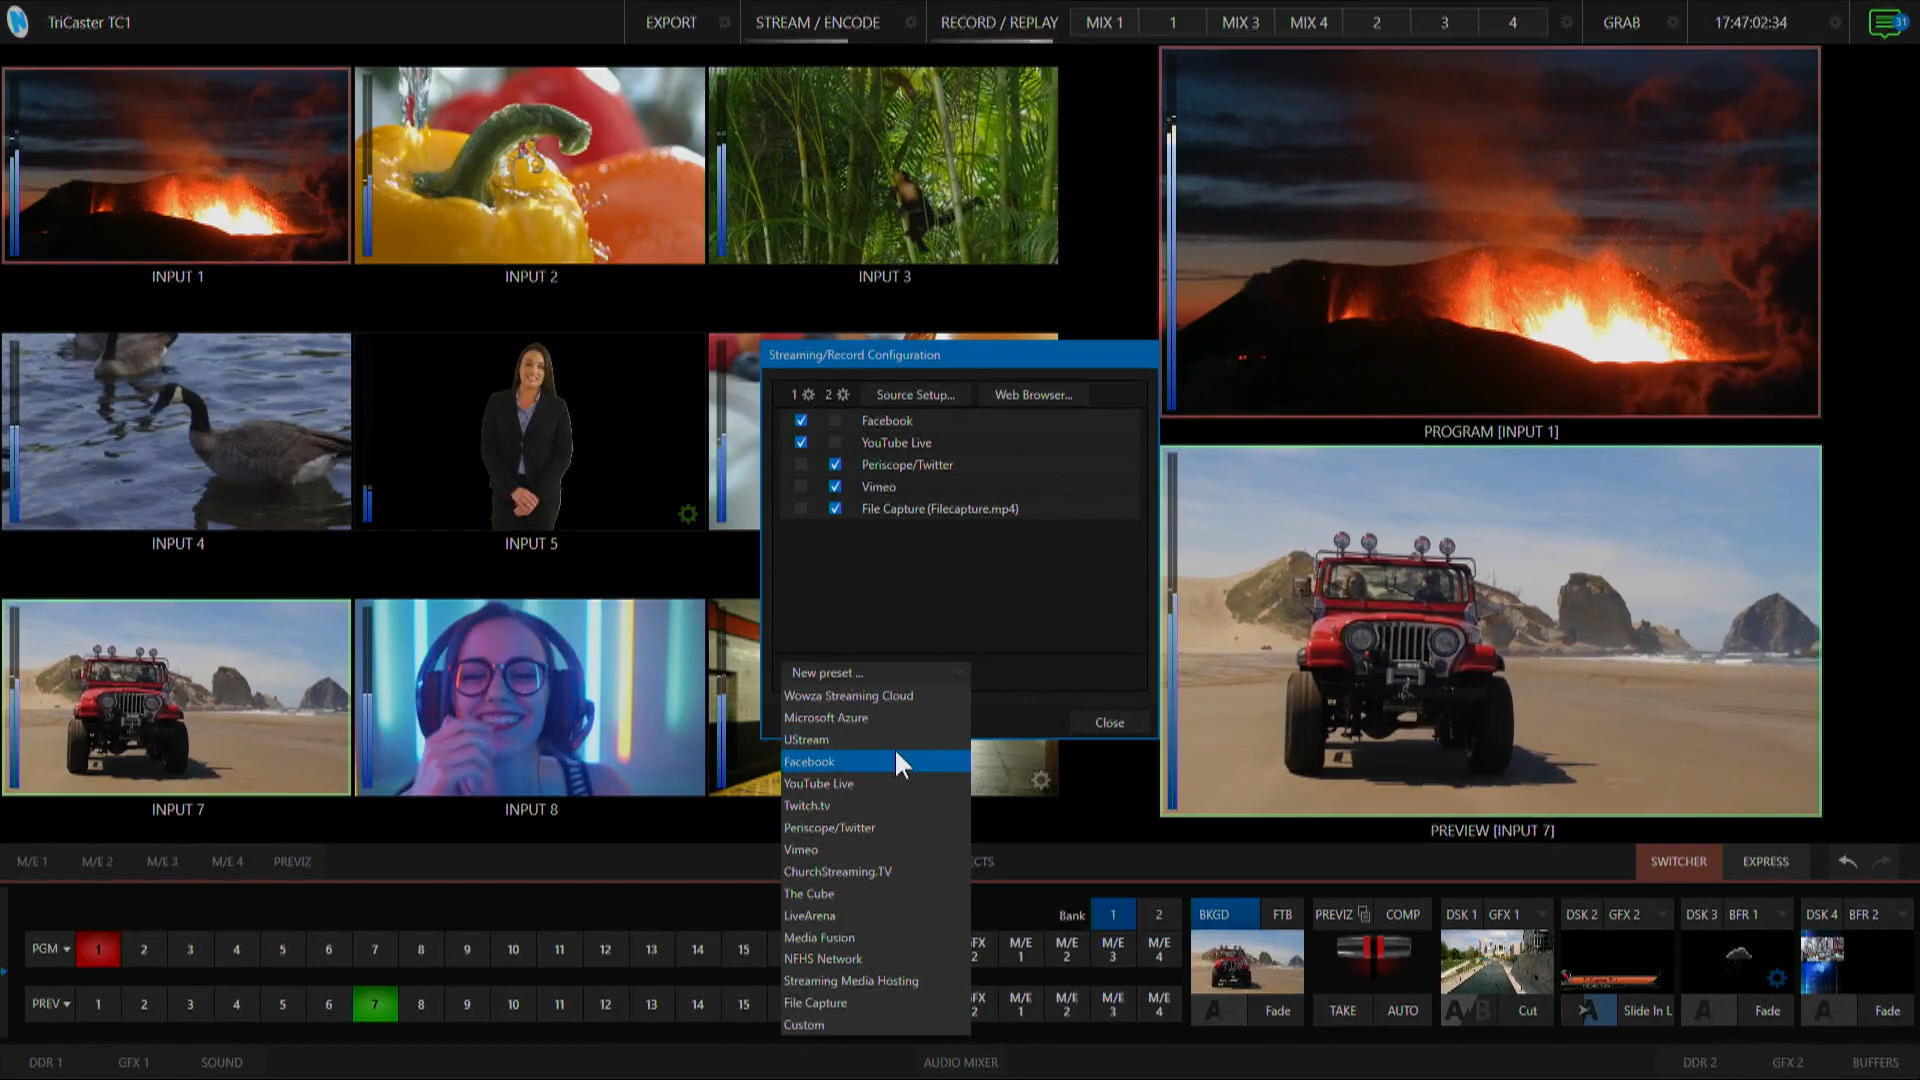 TriCaster TC1
EXPORT
STREAM / ENCODE
RECORD / REPLAY
MIX 1 1 MIX 3 MIX 4 2 3 4
GRAB
17:47:02:34
31
INPUT 1
INPUT 2
INPUT 3
PROGRAM [INPUT 1]
INPUT 4
INPUT 5
Streaming/Record Configuration
1 2 Source Setup... Web Browser...
Facebook
YouTube Live
Periscope/Twitter
Vimeo
File Capture (Filecapture.mp4)
New preset ...
Wowza Streaming Cloud
Microsoft Azure
UStream
Facebook
YouTube Live
Twitch.tv
Periscope/Twitter
Vimeo
ChurchStreaming.TV
The Cube
LiveArena
Media Fusion
NFHS Network
Streaming Media Hosting
File Capture
Custom
Close
INPUT 7
INPUT 8
PREVIEW [INPUT 7]
M/E 1 M/E 2 M/E 3 M/E 4 PREVIZ
SWITCHER EXPRESS
Bank 1 2
BKGD FTB
PREVIZ COMP
DSK 1 GFX 1
DSK 2 GFX 2
DSK 3 BFR 1
DSK 4 BFR 2
PGM 1 2 3 4 5 6 7 8 9 10 11 12 13 14 15
M/E 1 M/E 2 M/E 3 M/E 4
PREV 1 2 3 4 5 6 7 8 9 10 11 12 13 14 15
M/E 1 M/E 2 M/E 3 M/E 4
Fade
TAKE AUTO
A/B Cut
A Slide In L
Fade
Fade
DDR 1 GFX 1 SOUND
AUDIO MIXER
DDR 2 GFX 2 BUFFERS